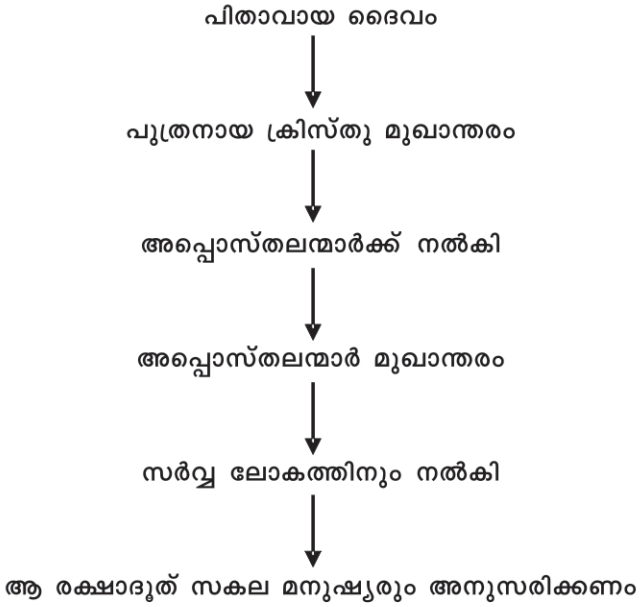 പിതാവായ ദൈവം
പുത്രനായ ക്രിസ്തു മുഖാന്തരം
അപ്പൊസ്തലന്മാർക്ക് നൽകി
അപ്പൊസ്തലന്മാർ മുഖാന്തരം
സർവ്വ ലോകത്തിനും നൽകി
ആ രക്ഷാദൂത് സകല മനുഷ്യരും അനുസരിക്കണം